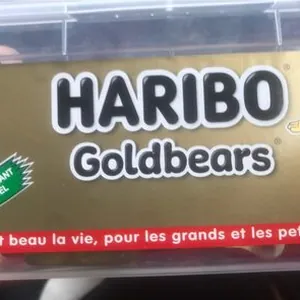 HARIBO
Goldbears®
beau la vie, pour les grands et les